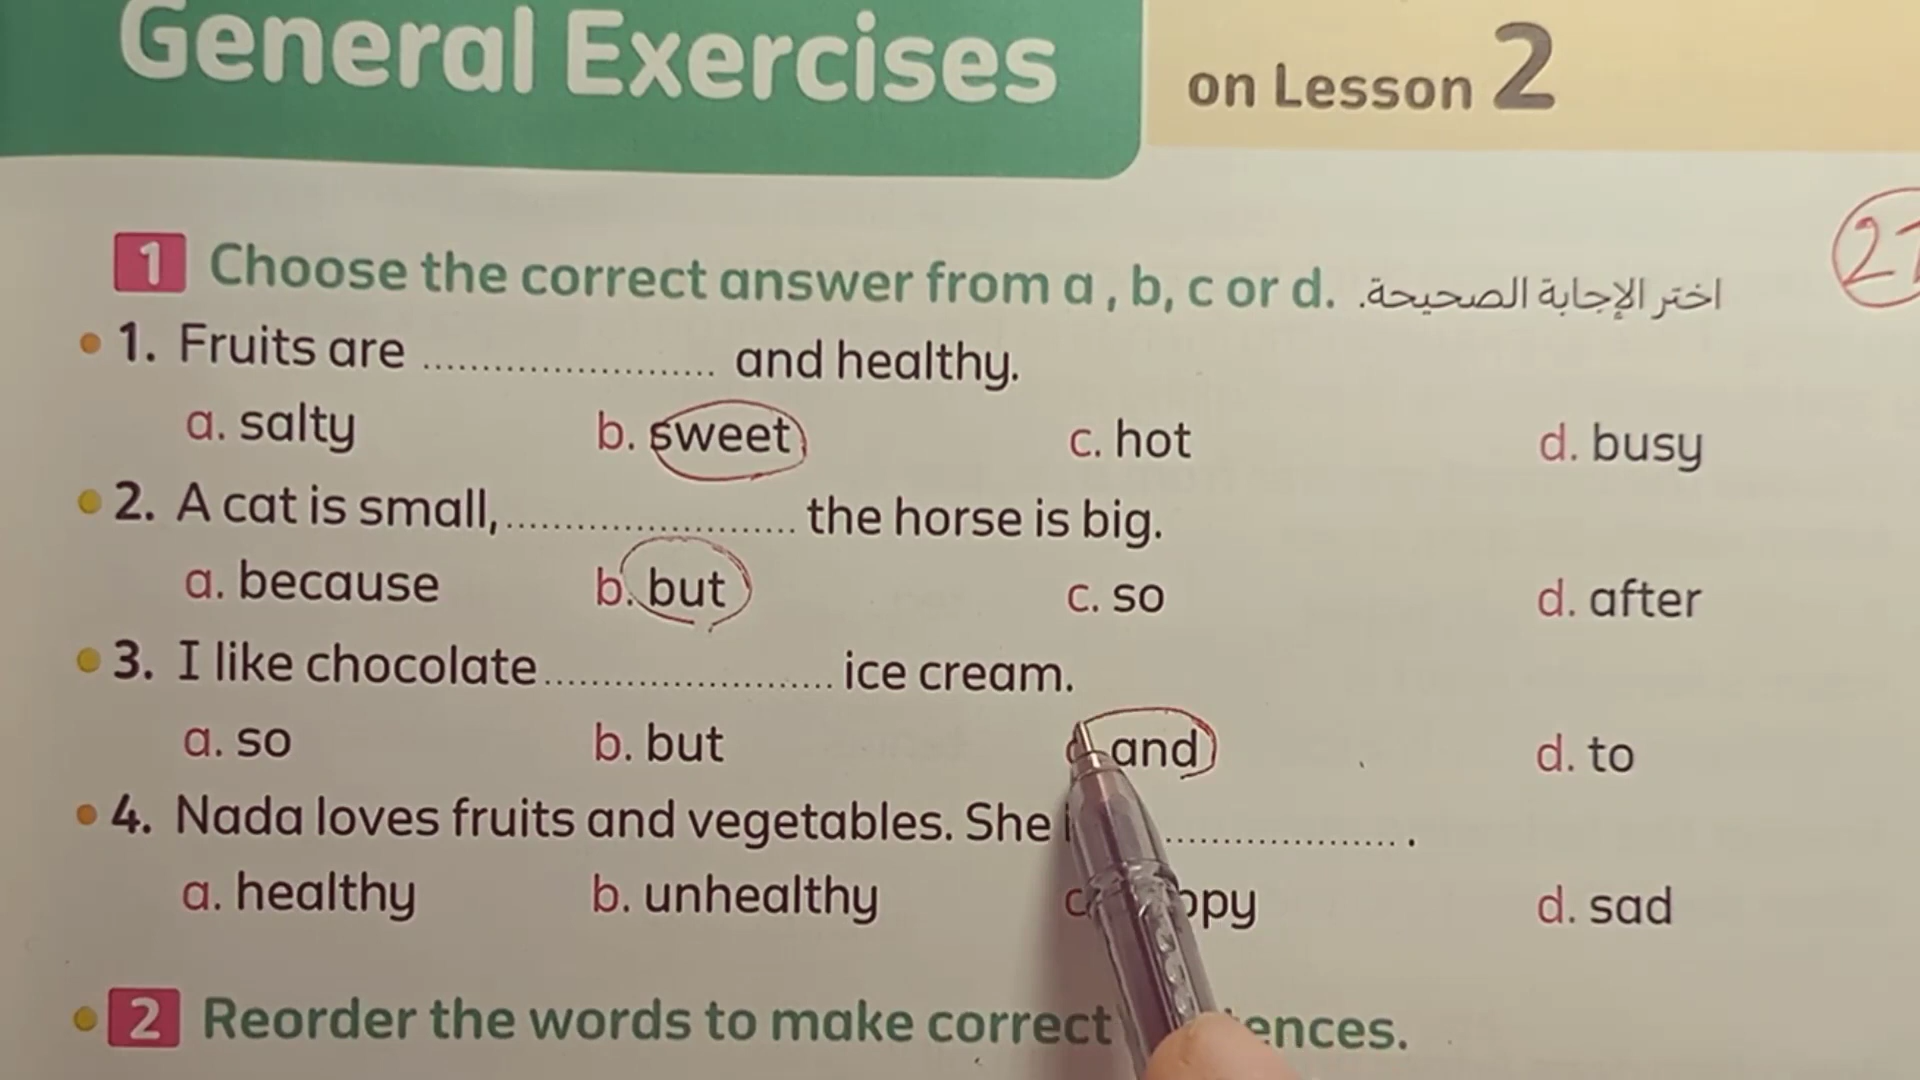 General Exercises on Lesson 2
1 Choose the correct answer from a , b, c or d. اختر الإجابة الصحيحة.
1. Fruits are ........................ and healthy.
a. salty b. sweet c. hot d. busy
2. A cat is small, ........................ the horse is big.
a. because b. but c. so d. after
3. I like chocolate ........................ ice cream.
a. so b. but and d. to
4. Nada loves fruits and vegetables. She .................... .
a. healthy b. unhealthy d. sad
2 Reorder the words to make correct